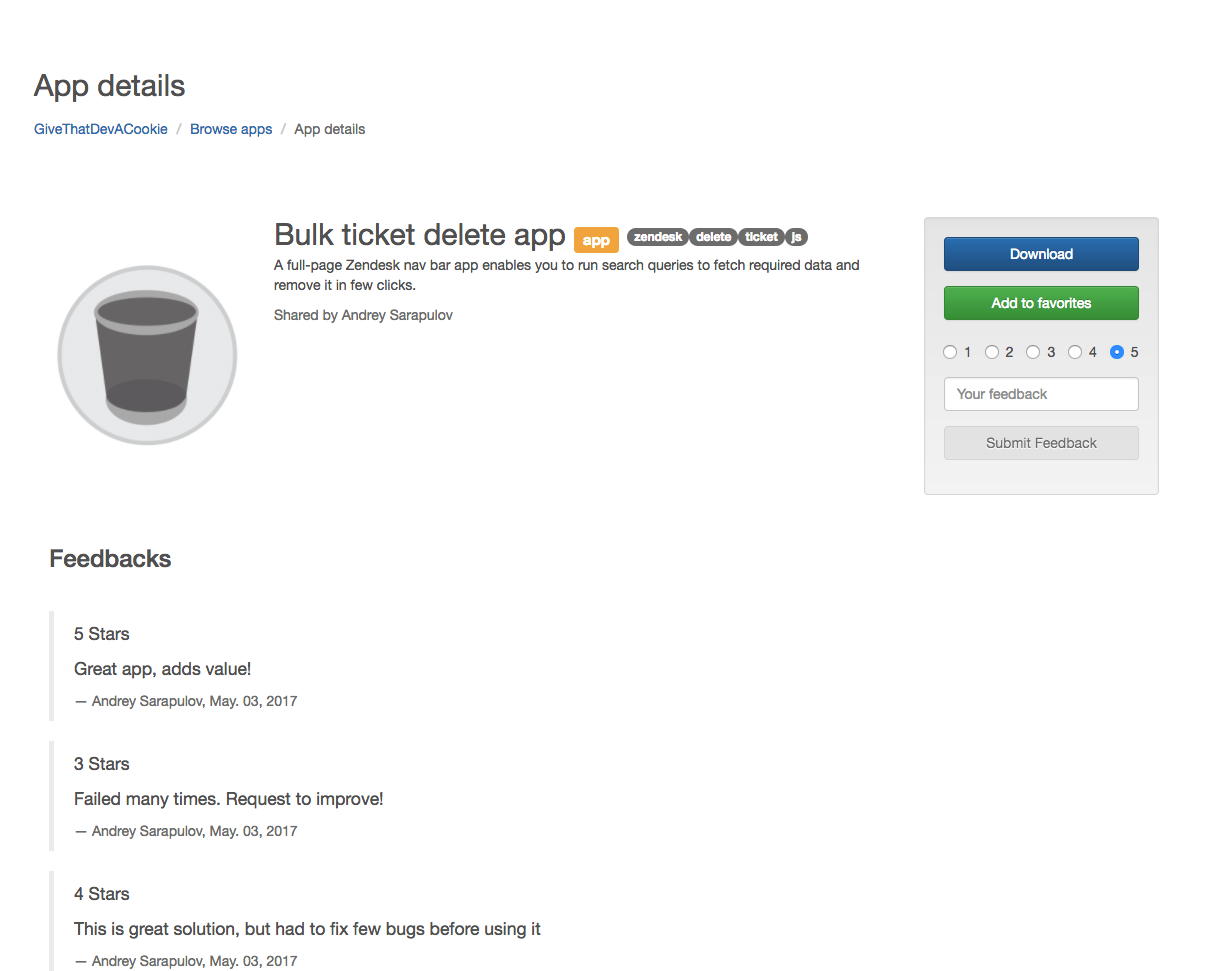 App details
GiveThatDevACookie / Browse apps / App details
Bulk ticket delete app app zendesk delete ticket js
A full-page Zendesk nav bar app enables you to run search queries to fetch required data and
remove it in few clicks.
Shared by Andrey Sarapulov
Download
Add to favorites
1 2 3 4 5
Your feedback
Submit Feedback
Feedbacks
5 Stars
Great app, adds value!
— Andrey Sarapulov, May. 03, 2017
3 Stars
Failed many times. Request to improve!
— Andrey Sarapulov, May. 03, 2017
4 Stars
This is great solution, but had to fix few bugs before using it
— Andrey Sarapulov, May. 03, 2017